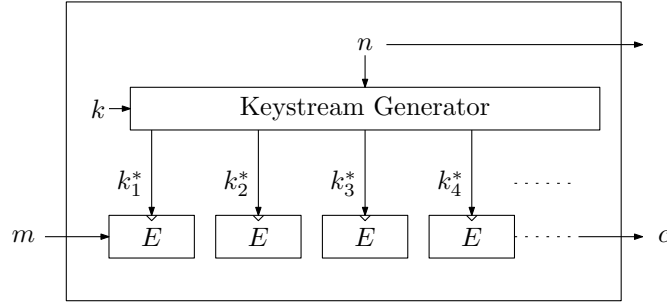 n
k
Keystream Generator
k₁* k₂* k₃* k₄* ......
m E E E E ...... c